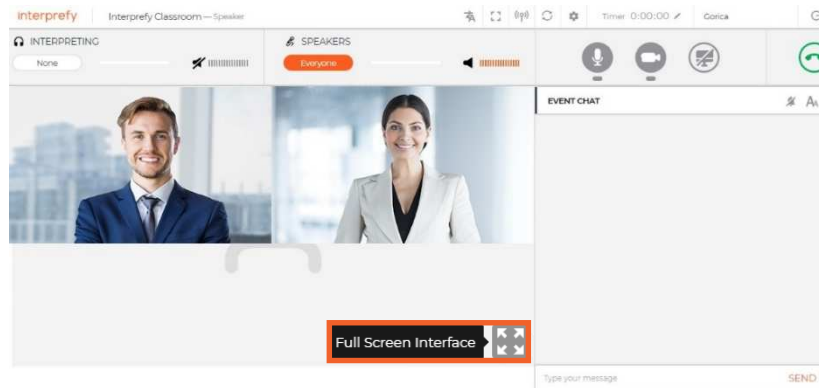 interprefy
Interprefy Classroom — Speaker
Timer 0:00:00
Gorica
INTERPRETING
None
SPEAKERS
Everyone
EVENT CHAT
Full Screen Interface
Type your message
SEND